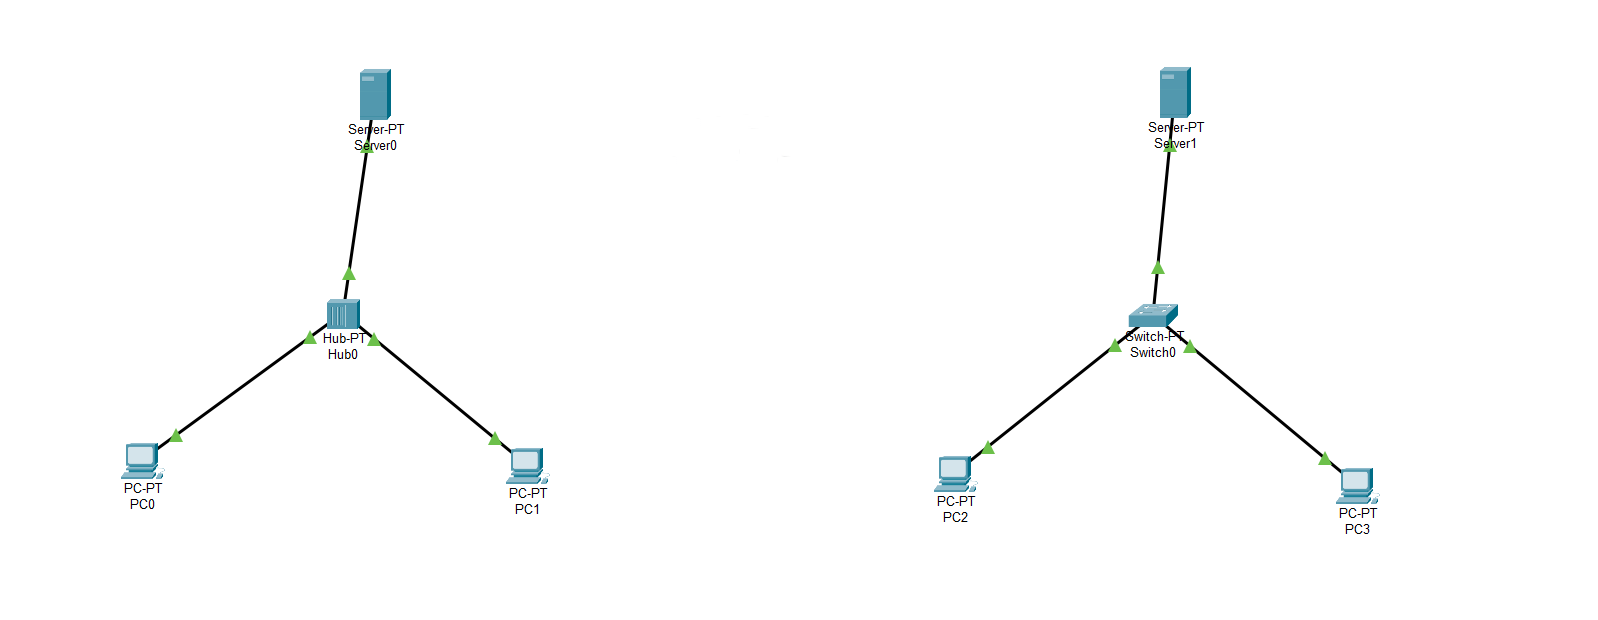 Server-PT
Server0
Server-PT
Server1
Hub-PT
Hub0
Switch-PT
Switch0
PC-PT
PC0
PC-PT
PC1
PC-PT
PC2
PC-PT
PC3